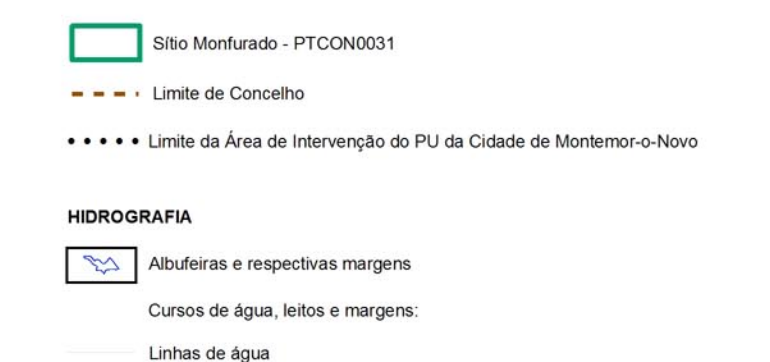 Sítio Monfurado - PTCON0031
Limite de Concelho
Limite da Área de Intervenção do PU da Cidade de Montemor-o-Novo
HIDROGRAFIA
Albufeiras e respectivas margens
Cursos de água, leitos e margens:
Linhas de água